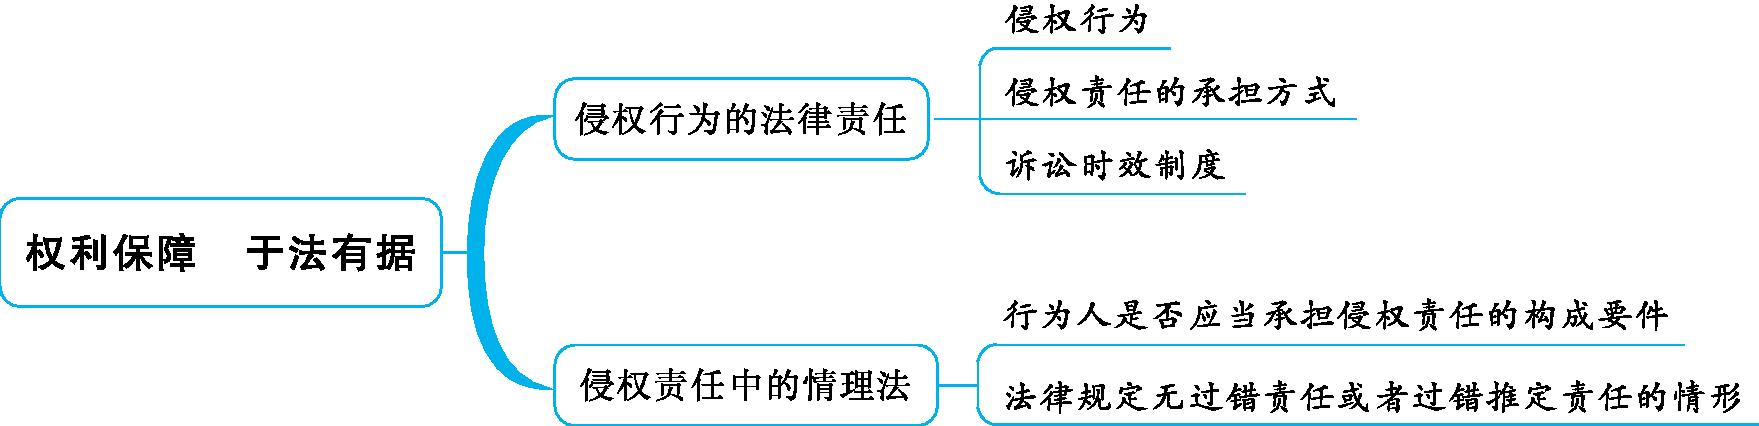 权利保障　于法有据
侵权行为的法律责任
侵权行为
侵权责任的承担方式
诉讼时效制度
侵权责任中的情理法
行为人是否应当承担侵权责任的构成要件
法律规定无过错责任或者过错推定责任的情形